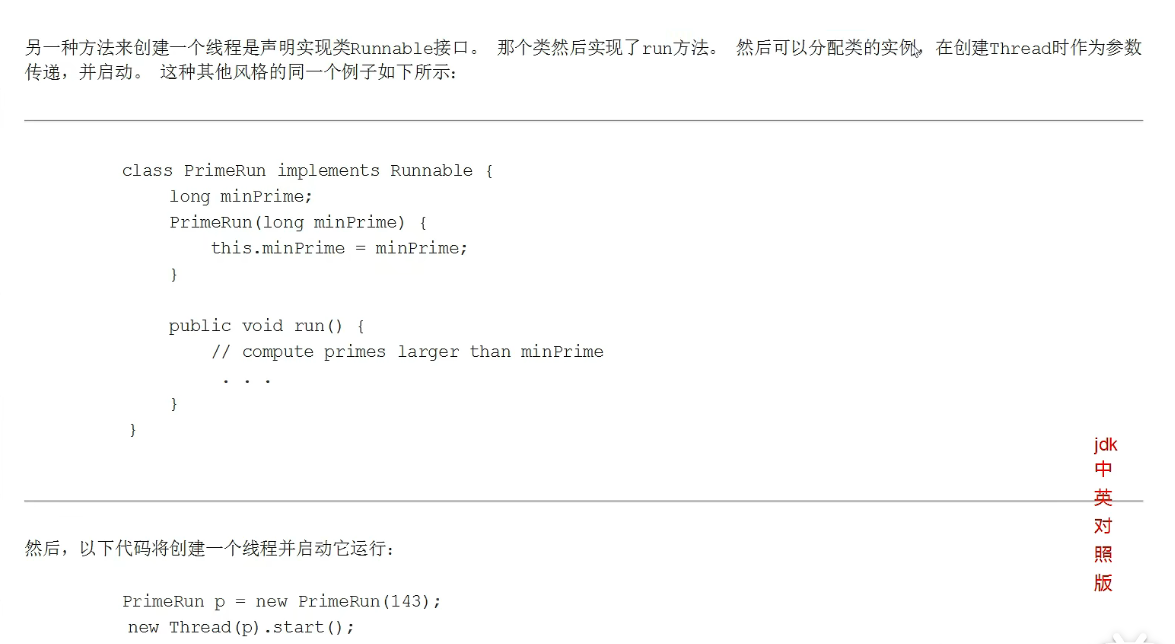 另一种方法来创建一个线程是声明实现类Runnable接口。 那个类然后实现了run方法。 然后可以分配类的实例，在创建Thread时作为参数
传递，并启动。 这种其他风格的同一个例子如下所示：
class PrimeRun implements Runnable {
long minPrime;
PrimeRun(long minPrime) {
this.minPrime = minPrime;
}
public void run() {
// compute primes larger than minPrime
. . .
}
}
jdk
中
英
对
照
版
然后，以下代码将创建一个线程并启动它运行：
PrimeRun p = new PrimeRun(143);
new Thread(p).start();